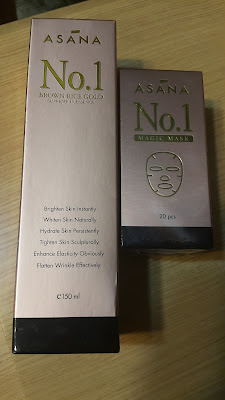 ASANA
No.1
BROWN RICE GOLD
Brighten Skin Instantly
Whiten Skin Naturally
Hydrate Skin Persistently
Tighten Skin Sculpturally
Enhance Elasticity Obviously
Flatten Wrinkle Effectively
℮150 ml
ASANA
No.1
MAGIC MASK
20 pcs